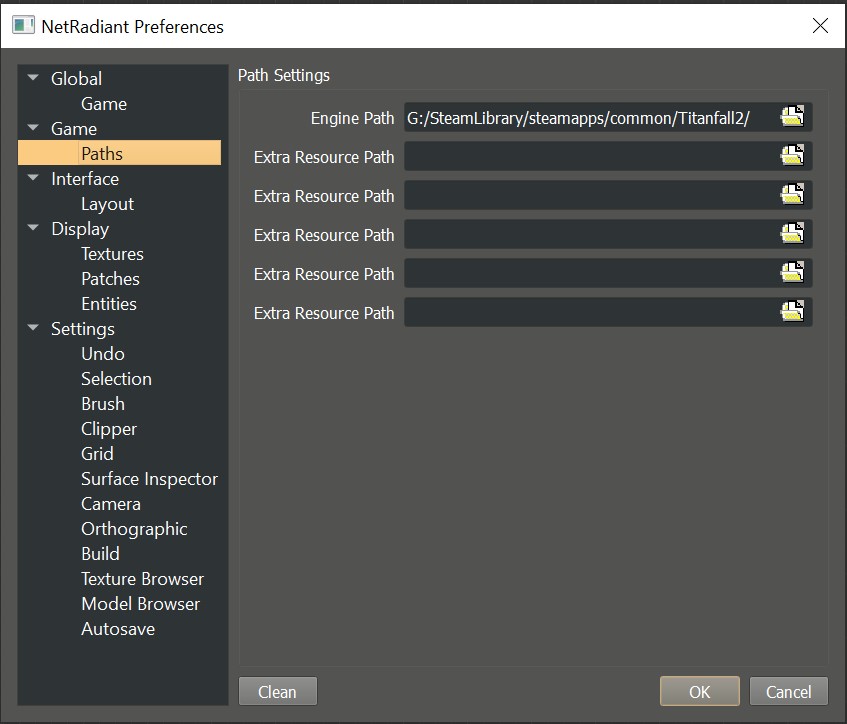 NetRadiant Preferences
Global
Game
Game
Paths
Interface
Layout
Display
Textures
Patches
Entities
Settings
Undo
Selection
Brush
Clipper
Grid
Surface Inspector
Camera
Orthographic
Build
Texture Browser
Model Browser
Autosave
Path Settings
Engine Path G:/SteamLibrary/steamapps/common/Titanfall2/
Extra Resource Path
Extra Resource Path
Extra Resource Path
Extra Resource Path
Extra Resource Path
Clean OK Cancel